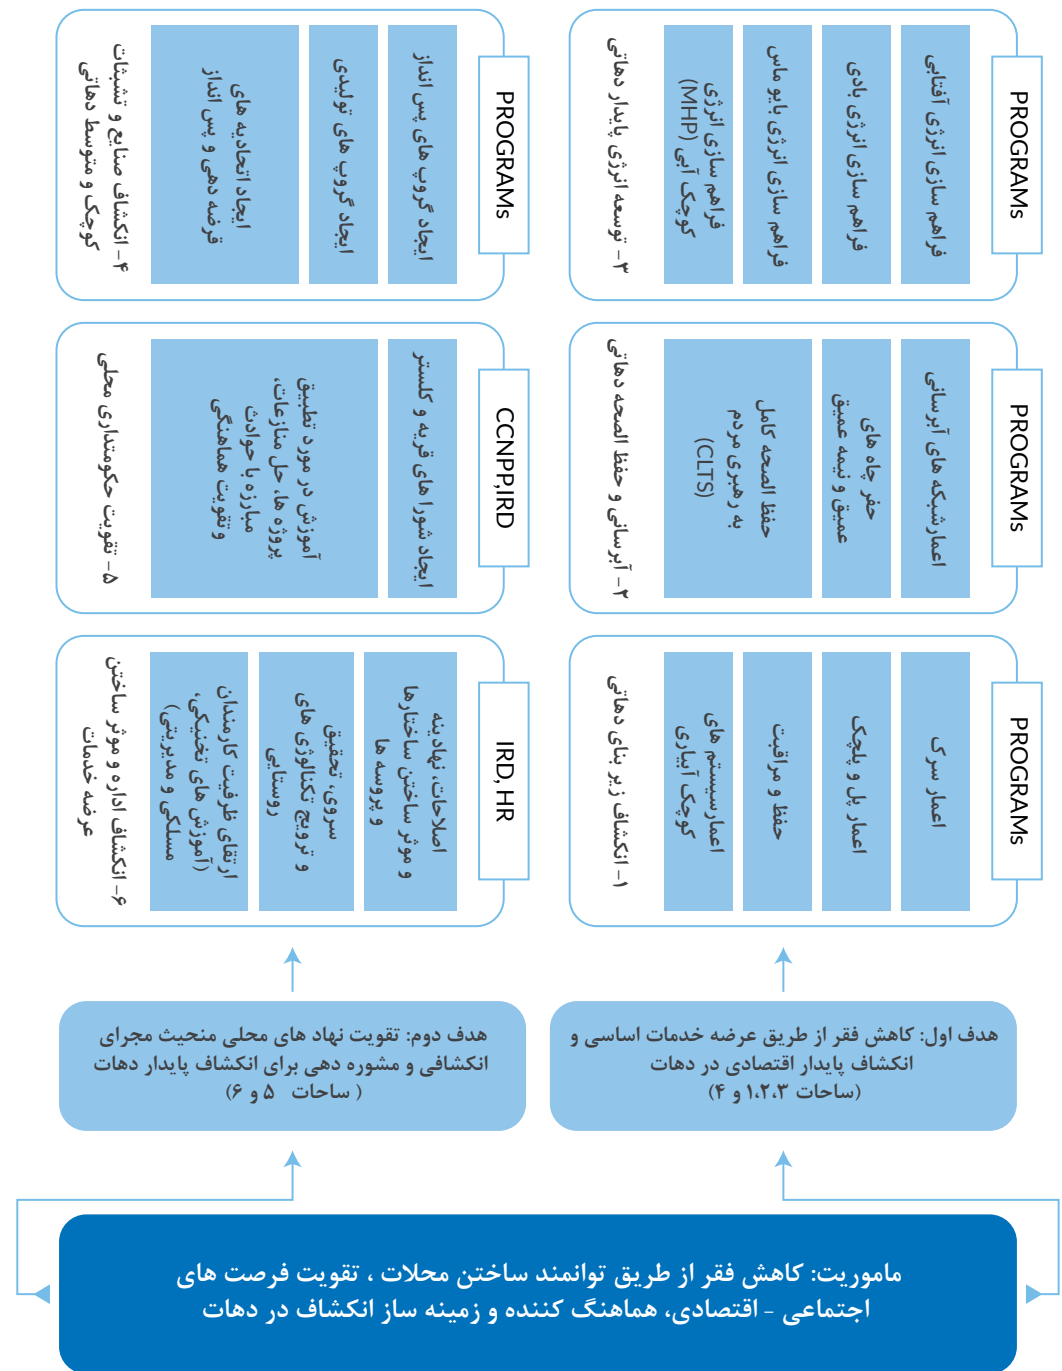 ماموریت: کاهش فقر از طریق توانمند ساختن محلات ، تقویت فرصت های
اجتماعی - اقتصادی، هماهنگ کننده و زمینه ساز انکشاف در دهات
هدف اول: کاهش فقر از طریق عرضه خدمات اساسی و
انکشاف پایدار اقتصادی در دهات
(ساحات ۱،۲،۳ و ۴)
هدف دوم: تقویت نهاد های محلی منحیث مجرای
انکشافی و مشوره دهی برای انکشاف پایدار دهات
( ساحات ۵ و ۶)
PROGRAMs
اعمار سرک
اعمار پل و پلچک
حفظ و مراقبت
اعمارسیستم های
کوچک آبیاری
۱- انکشاف زیر بنای دهاتی
PROGRAMs
اعمارشبکه های آبرسانی
حفر چاه های
عمیق و نیمه عمیق
حفظ الصحه کامل
به رهبری مردم
(CLTS)
۲- آبرسانی و حفظ الصحه دهاتی
PROGRAMs
فراهم سازی انرژی آفتابی
فراهم سازی انرژی بادی
فراهم سازی انرژی بایو ماس
فراهم سازی انرژی
کوچک آبی (MHP)
۳- توسعه انرژی پایدار دهاتی
PROGRAMs
ایجاد گروپ های پس انداز
ایجاد گروپ های تولیدی
ایجاد اتحادیه های
قرضه دهی و پس انداز
۴- انکشاف صنایع و تشبثات
کوچک و متوسط دهاتی
CCNPP,IRD
ایجاد شورا های قریه و کلستر
آموزش در مورد تطبیق
پروژه ها، حل منازعات،
مبارزه با حوادث
وتقویت هماهنگی
۵- تقویت حکومتداری محلی
IRD, HR
اصلاحات، نهادینه
و موثر ساختن ساختارها
و پروسه ها
سروی، تحقیق
و ترویج تکنالوژی های
روستایی
ارتقای ظرفیت کارمندان
(آموزش های تخنیکی،
مسلکی و مدیریتی)
۶- انکشاف اداره و موثر ساختن
عرضه خدمات